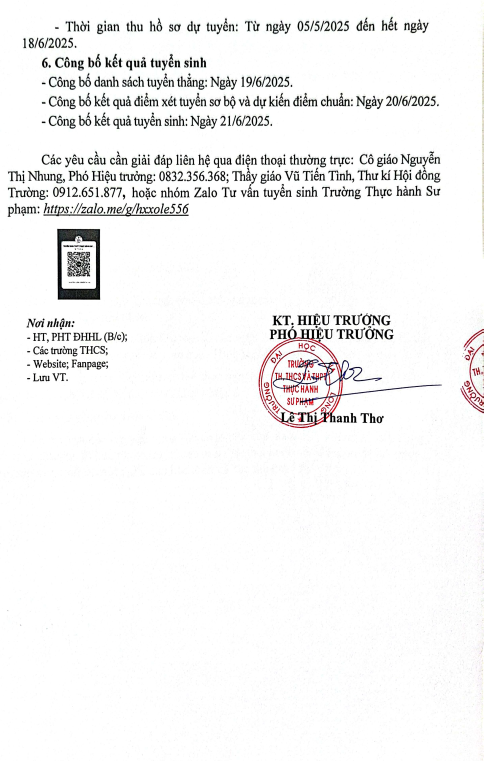 - Thời gian thu hồ sơ dự tuyển: Từ ngày 05/5/2025 đến hết ngày
18/6/2025.
6. Công bố kết quả tuyển sinh
- Công bố danh sách tuyển thẳng: Ngày 19/6/2025.
- Công bố kết quả điểm xét tuyển sơ bộ và dự kiến điểm chuẩn: Ngày 20/6/2025.
- Công bố kết quả tuyển sinh: Ngày 21/6/2025.
Các yêu cầu cần giải đáp liên hệ qua điện thoại thường trực: Cô giáo Nguyễn
Thị Nhung, Phó Hiệu trưởng: 0832.356.368; Thầy giáo Vũ Tiến Tình, Thư kí Hội đồng
Trường: 0912.651.877, hoặc nhóm Zalo Tư vấn tuyển sinh Trường Thực hành Sư
phạm: https://zalo.me/g/hxxole556
Nơi nhận:
- HT, PHT ĐHHL (B/c);
- Các trường THCS;
- Website; Fanpage;
- Lưu VT.
KT. HIỆU TRƯỞNG
PHÓ HIỆU TRƯỞNG
TRƯỜNG ĐẠI HỌC
TRƯỜNG
TH, THCS VÀ THPT
THỰC HÀNH
SƯ PHẠM
Lê Thị Thanh Thơ